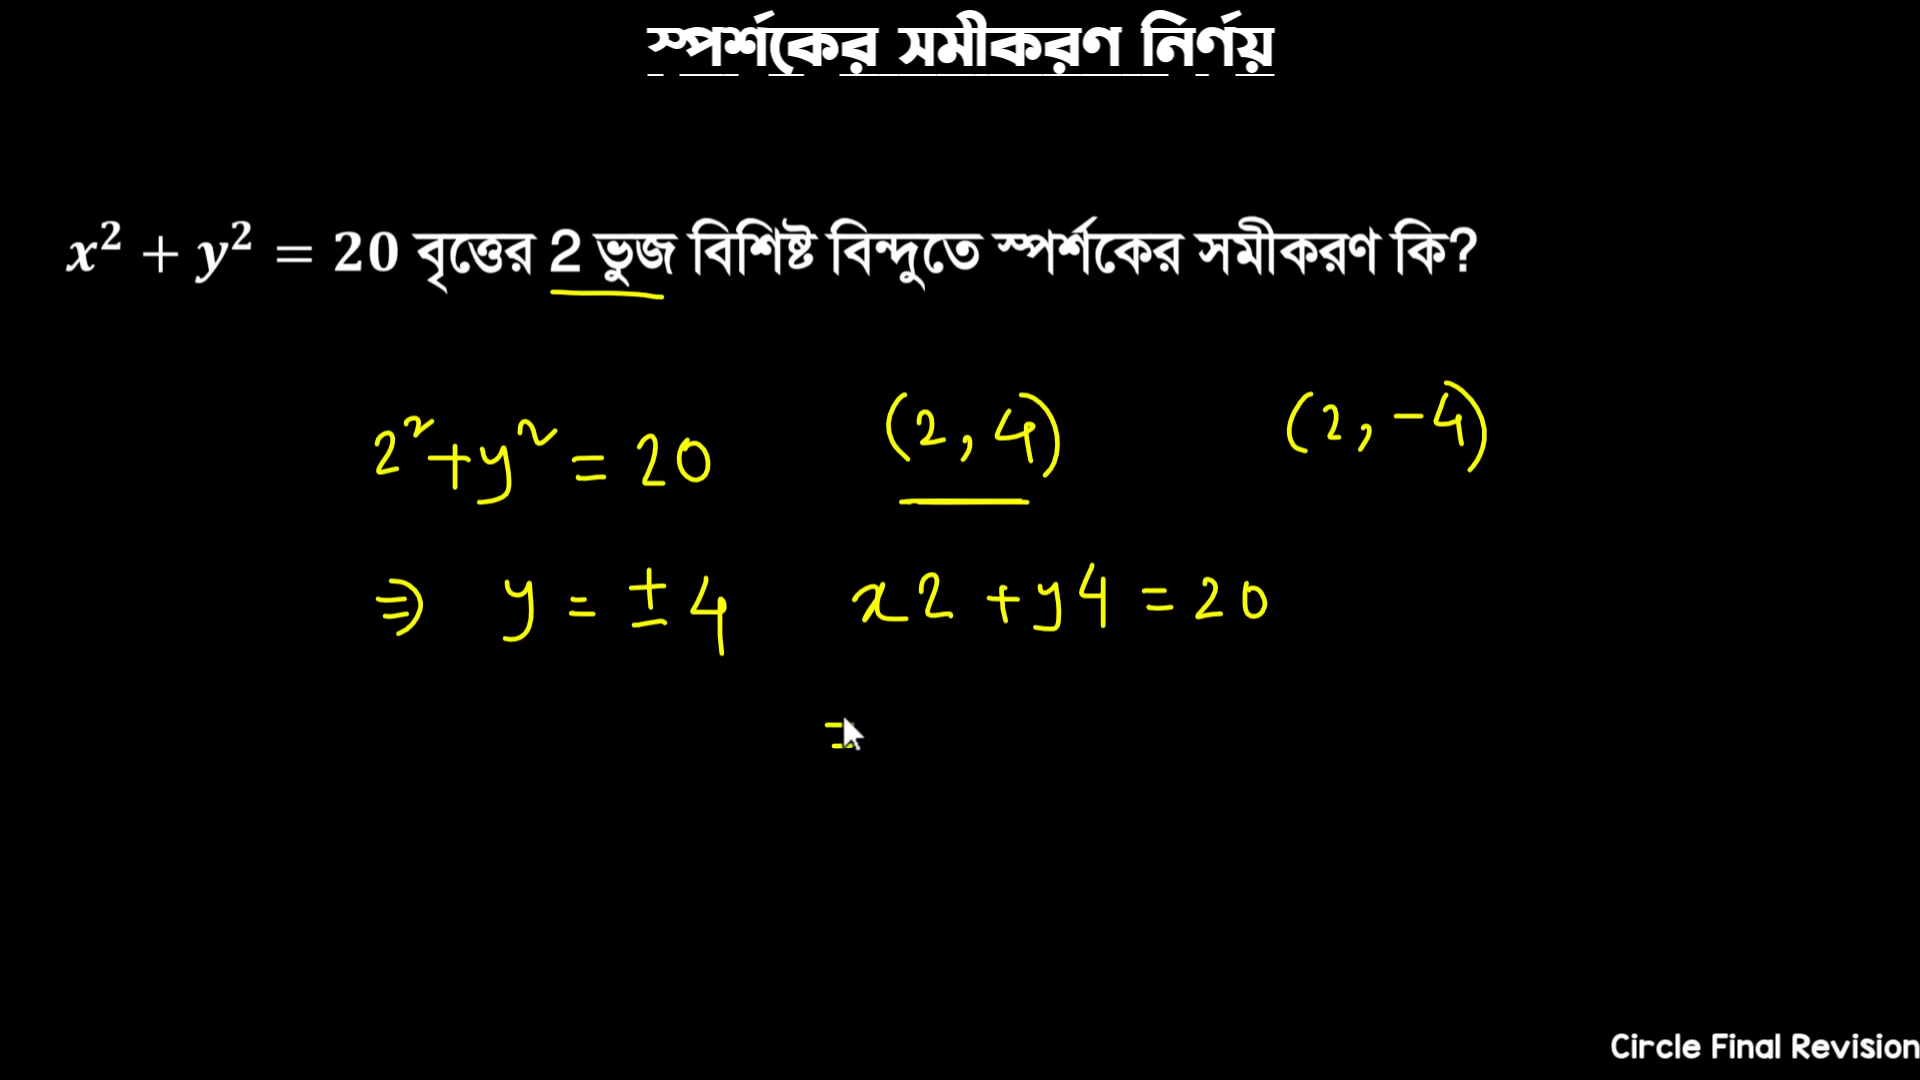 স্পর্শকের সমীকরণ নির্ণয়
x² + y² = 20 বৃত্তের 2 ভুজ বিশিষ্ট বিন্দুতে স্পর্শকের সমীকরণ কি?
2² + y² = 20 (2, 4) (2, -4)
⇒ y = ± 4 x2 + y4 = 20
=
Circle Final Revision